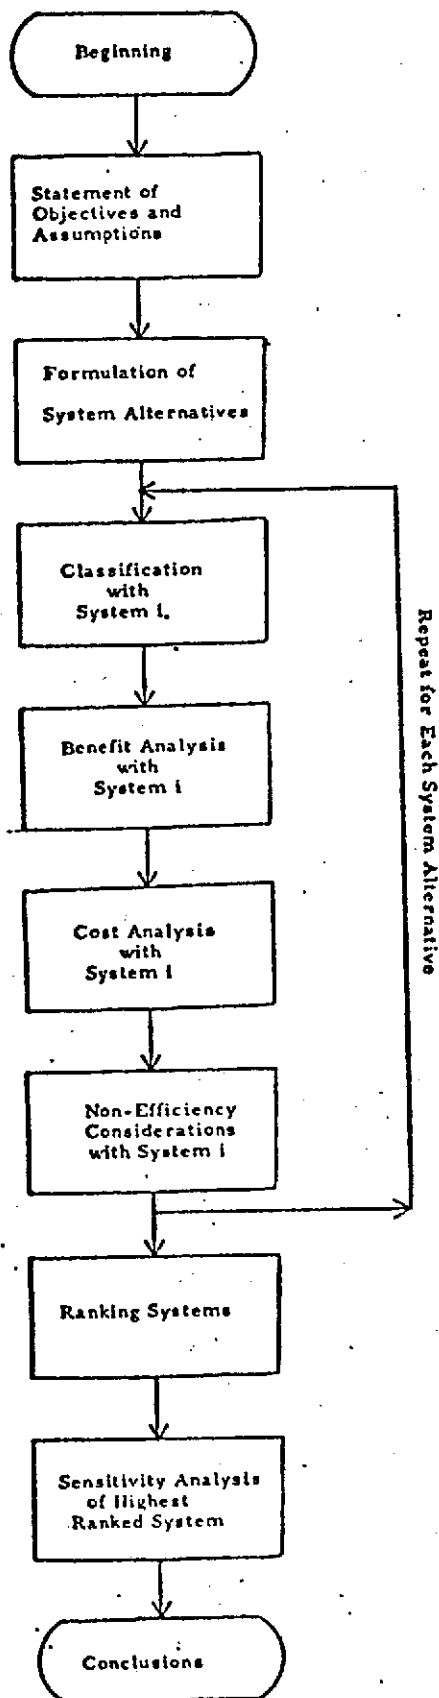 Beginning
Statement of
Objectives and
Assumptions
Formulation of
System Alternatives
Classification
with
System i.
Benefit Analysis
with
System i
Cost Analysis
with
System i
Non-Efficiency
Considerations
with System i
Repeat for Each System Alternative
Ranking Systems
Sensitivity Analysis
of Highest
Ranked System
Conclusions